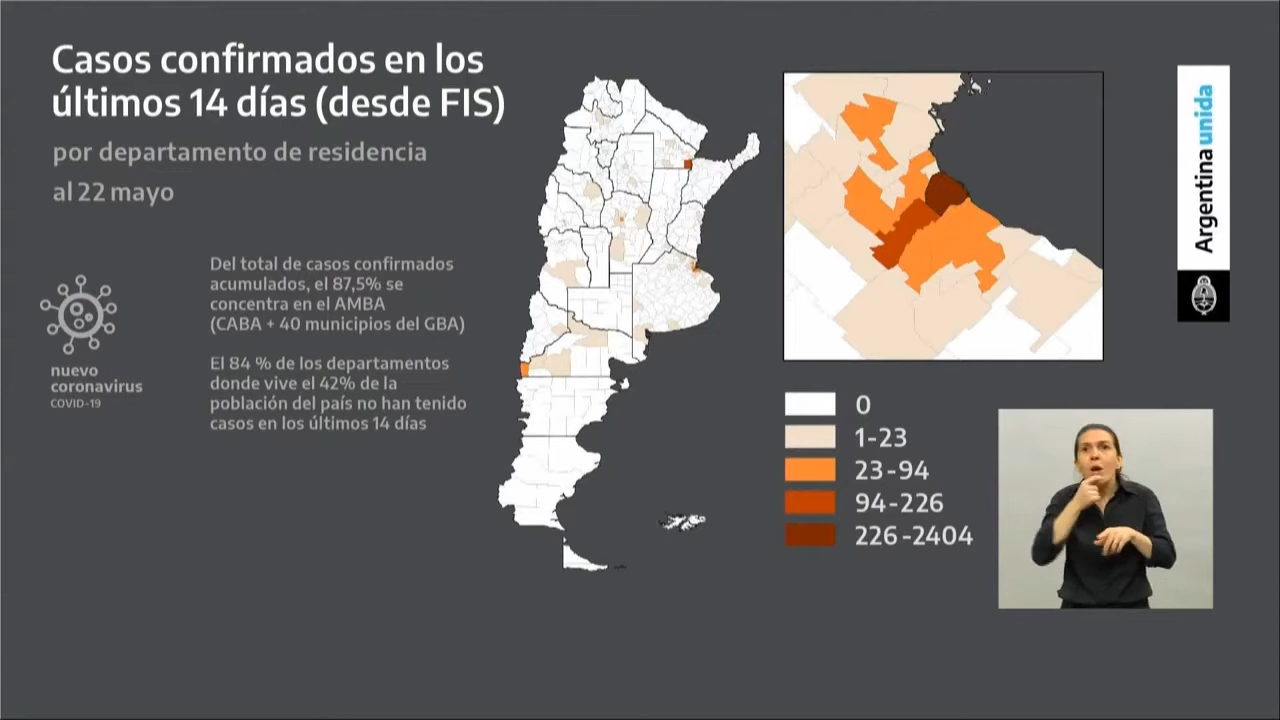 Casos confirmados en los
últimos 14 días (desde FIS)
por departamento de residencia
al 22 mayo
Del total de casos confirmados
acumulados, el 87,5% se
concentra en el AMBA
(CABA + 40 municipios del GBA)
El 84 % de los departamentos
donde vive el 42% de la
población del país no han tenido
casos en los últimos 14 días
nuevo
coronavirus
COVID-19
0
1-23
23-94
94-226
226-2404
Argentina unida